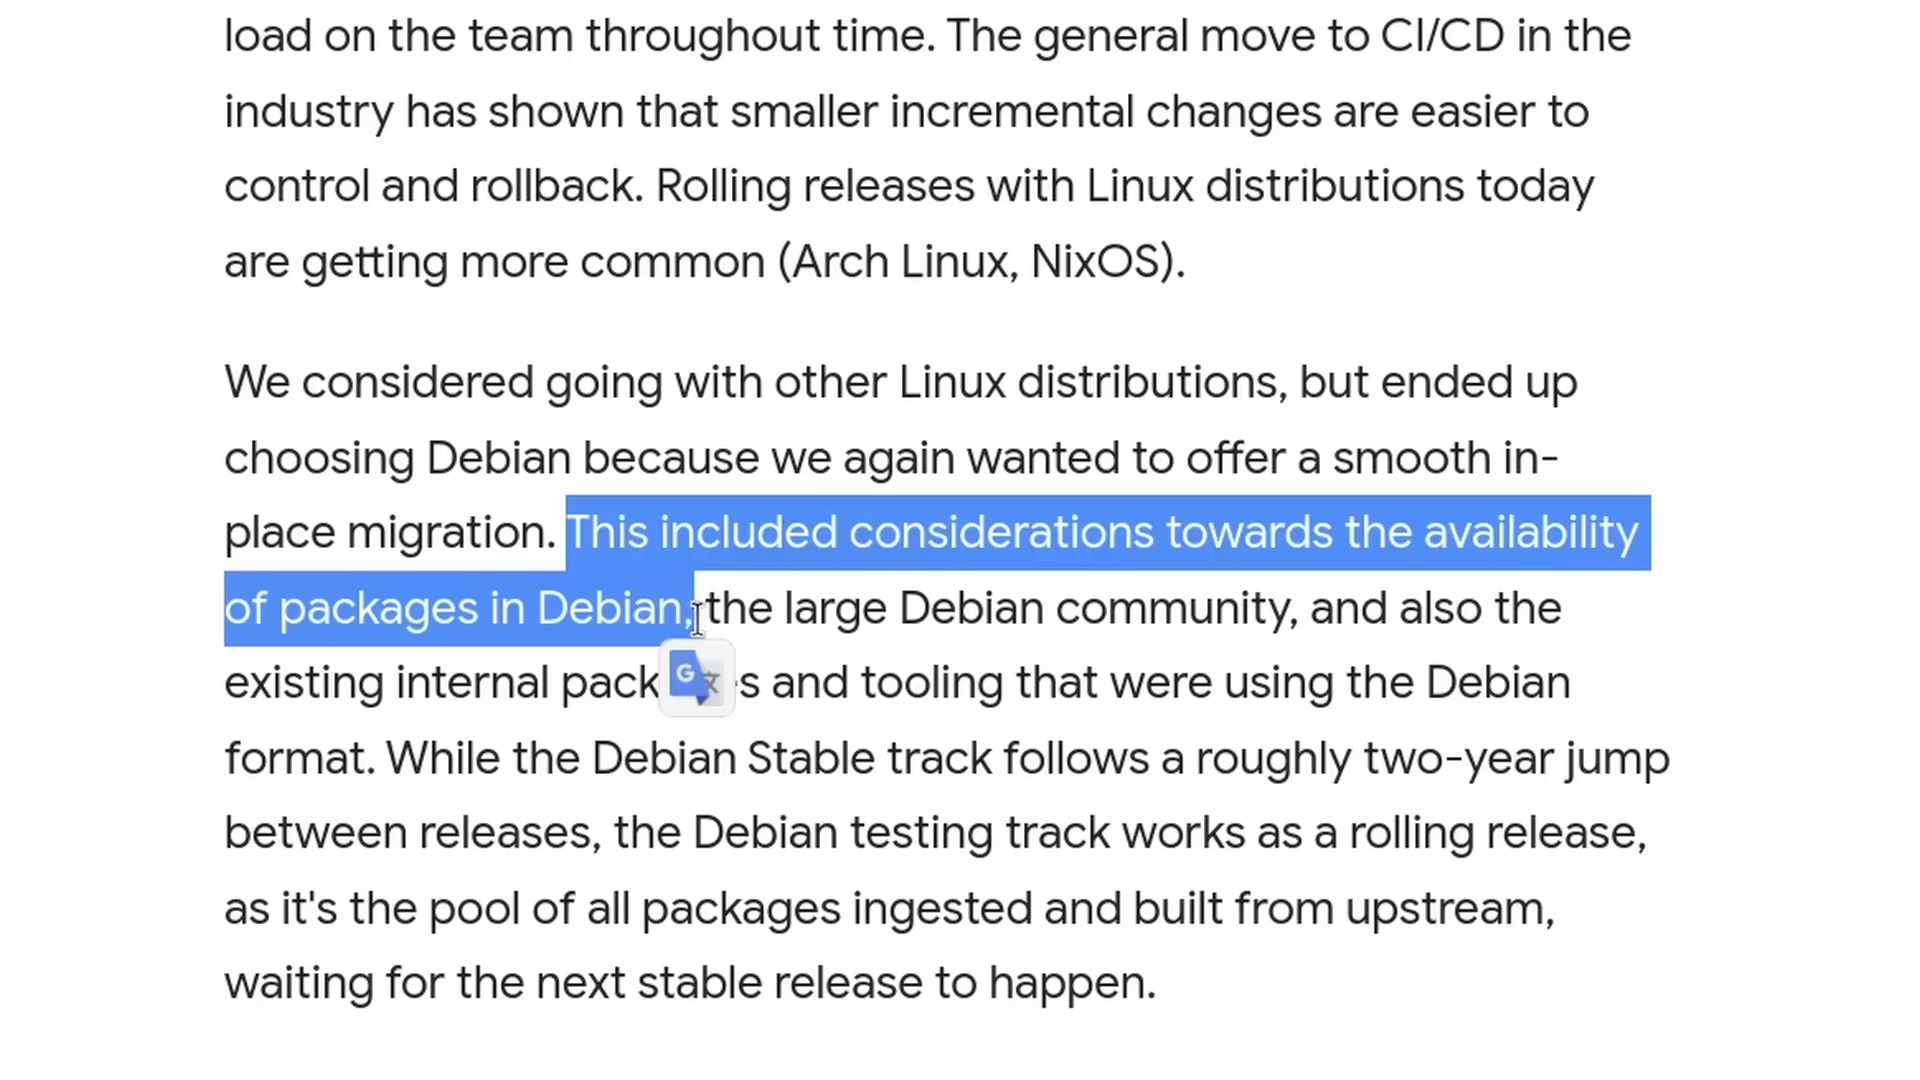 load on the team throughout time. The general move to CI/CD in the
industry has shown that smaller incremental changes are easier to
control and rollback. Rolling releases with Linux distributions today
are getting more common (Arch Linux, NixOS).
We considered going with other Linux distributions, but ended up
choosing Debian because we again wanted to offer a smooth in-
place migration. This included considerations towards the availability
of packages in Debian, the large Debian community, and also the
existing internal pack s and tooling that were using the Debian
format. While the Debian Stable track follows a roughly two-year jump
between releases, the Debian testing track works as a rolling release,
as it's the pool of all packages ingested and built from upstream,
waiting for the next stable release to happen.